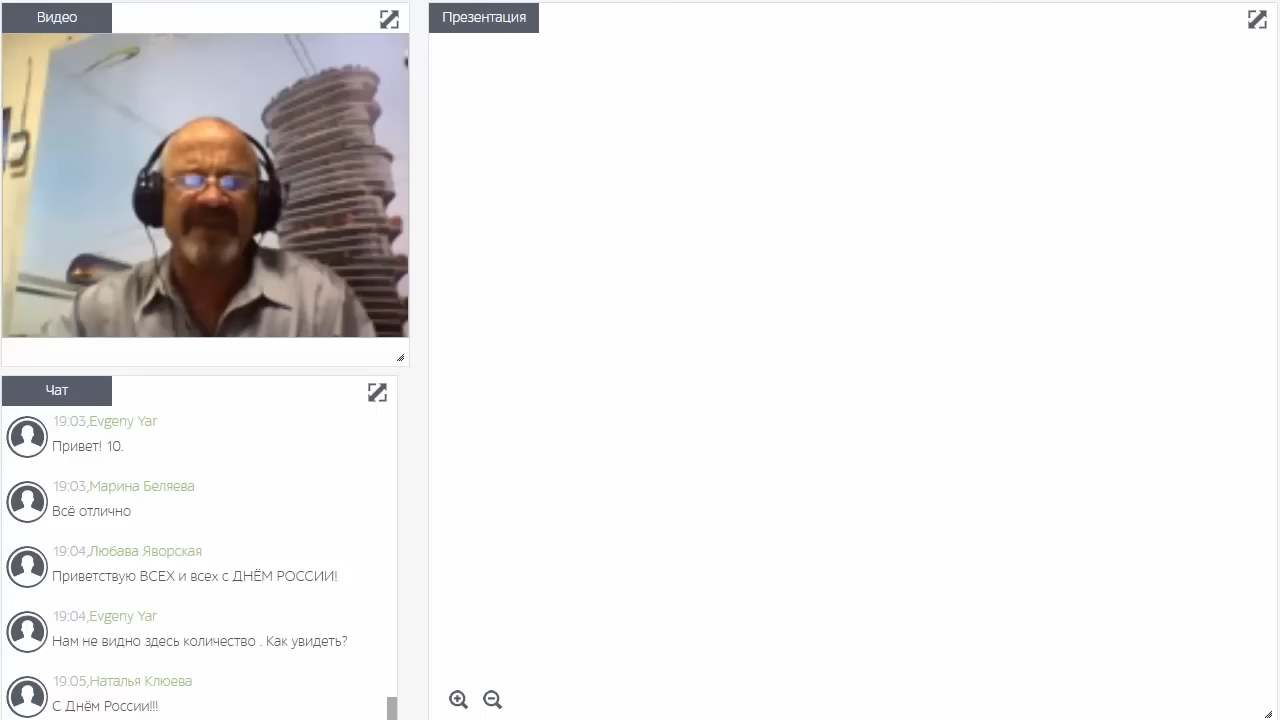 Видео
Презентация
Чат
19:03,Evgeny Yar
Привет! 10.
19:03,Марина Беляева
Всё отлично
19:04,Любава Яворская
Приветствую ВСЕХ и всех с ДНЁМ РОССИИ!
19:04,Evgeny Yar
Нам не видно здесь количество . Как увидеть?
19:05,Наталья Клюева
С Днём России!!!